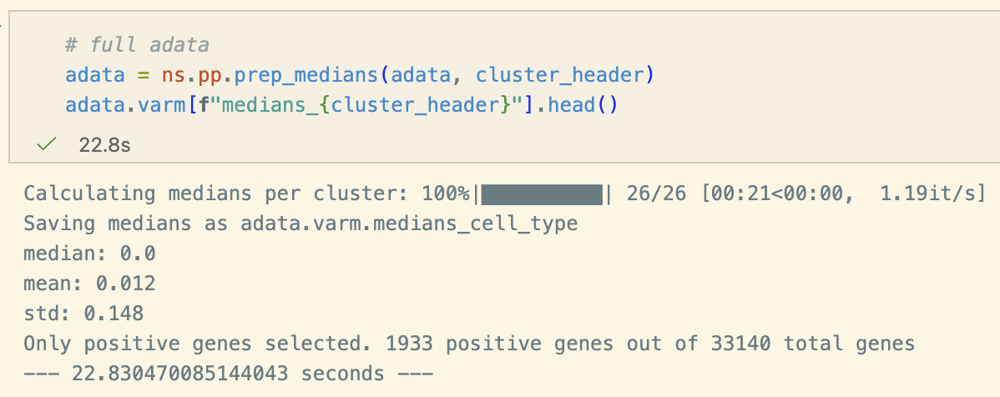 # full adata
adata = ns.pp.prep_medians(adata, cluster_header)
adata.varm[f"medians_{cluster_header}"].head()
22.8s
Calculating medians per cluster: 100%|██████████| 26/26 [00:21<00:00,  1.19it/s]
Saving medians as adata.varm.medians_cell_type
median: 0.0
mean: 0.012
std: 0.148
Only positive genes selected. 1933 positive genes out of 33140 total genes
--- 22.830470085144043 seconds ---